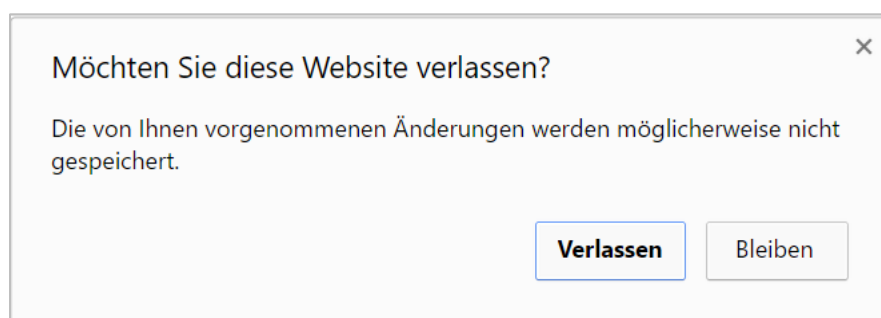 Möchten Sie diese Website verlassen?
Die von Ihnen vorgenommenen Änderungen werden möglicherweise nicht
gespeichert.
Verlassen Bleiben